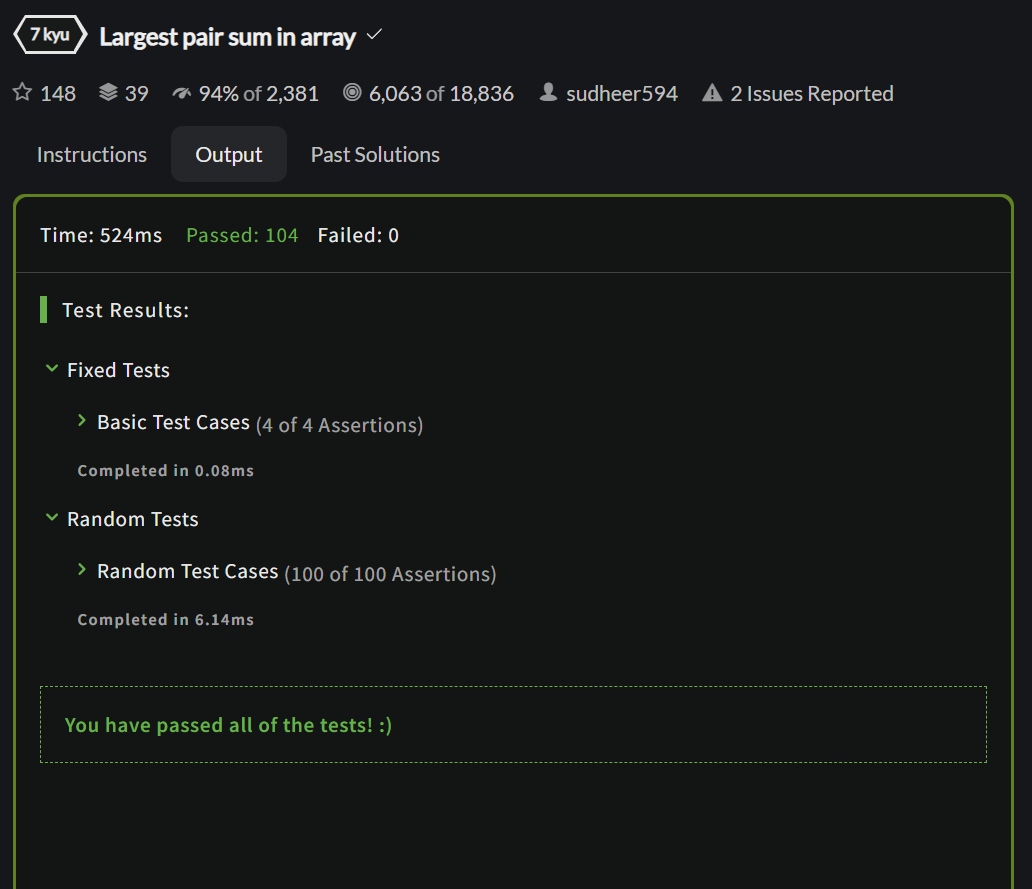 7 kyu Largest pair sum in array
148 39 94% of 2,381 6,063 of 18,836 sudheer594 2 Issues Reported
Instructions Output Past Solutions
Time: 524ms Passed: 104 Failed: 0
Test Results:
Fixed Tests
Basic Test Cases (4 of 4 Assertions)
Completed in 0.08ms
Random Tests
Random Test Cases (100 of 100 Assertions)
Completed in 6.14ms
You have passed all of the tests! :)